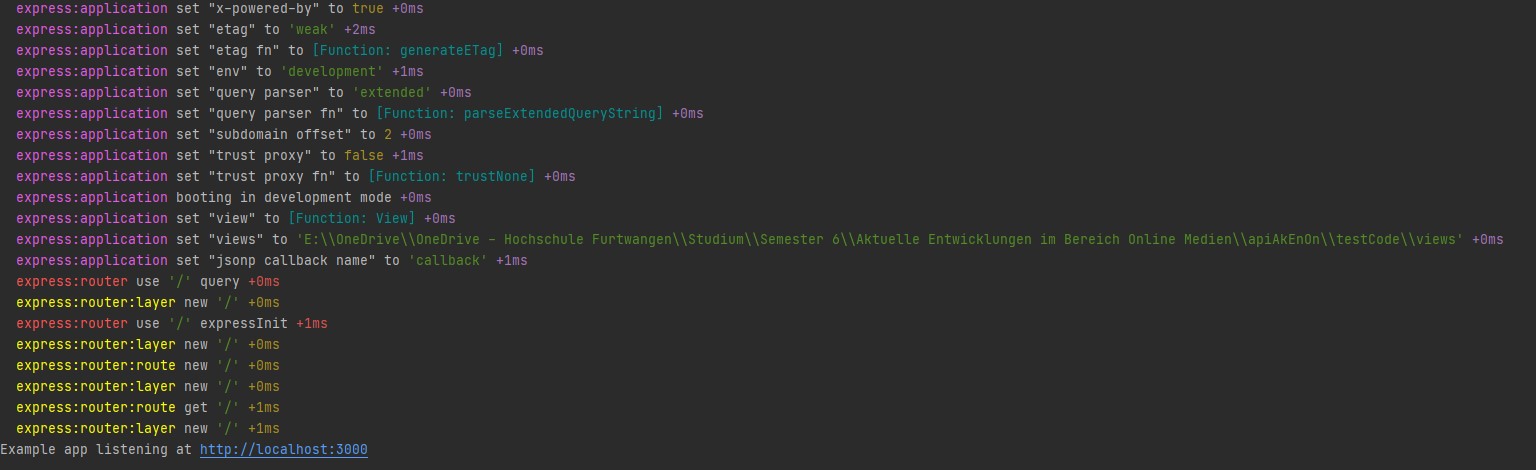 express:application set "x-powered-by" to true +0ms
express:application set "etag" to 'weak' +2ms
express:application set "etag fn" to [Function: generateETag] +0ms
express:application set "env" to 'development' +1ms
express:application set "query parser" to 'extended' +0ms
express:application set "query parser fn" to [Function: parseExtendedQueryString] +0ms
express:application set "subdomain offset" to 2 +0ms
express:application set "trust proxy" to false +1ms
express:application set "trust proxy fn" to [Function: trustNone] +0ms
express:application booting in development mode +0ms
express:application set "view" to [Function: View] +0ms
express:application set "views" to 'E:\\OneDrive\\OneDrive - Hochschule Furtwangen\\Studium\\Semester 6\\Aktuelle Entwicklungen im Bereich Online Medien\\apiAkEnOn\\testCode\\views' +0ms
express:application set "jsonp callback name" to 'callback' +1ms
express:router use '/' query +0ms
express:router:layer new '/' +0ms
express:router use '/' expressInit +1ms
express:router:layer new '/' +0ms
express:router:route new '/' +0ms
express:router:layer new '/' +0ms
express:router:route get '/' +1ms
express:router:layer new '/' +1ms
Example app listening at http://localhost:3000